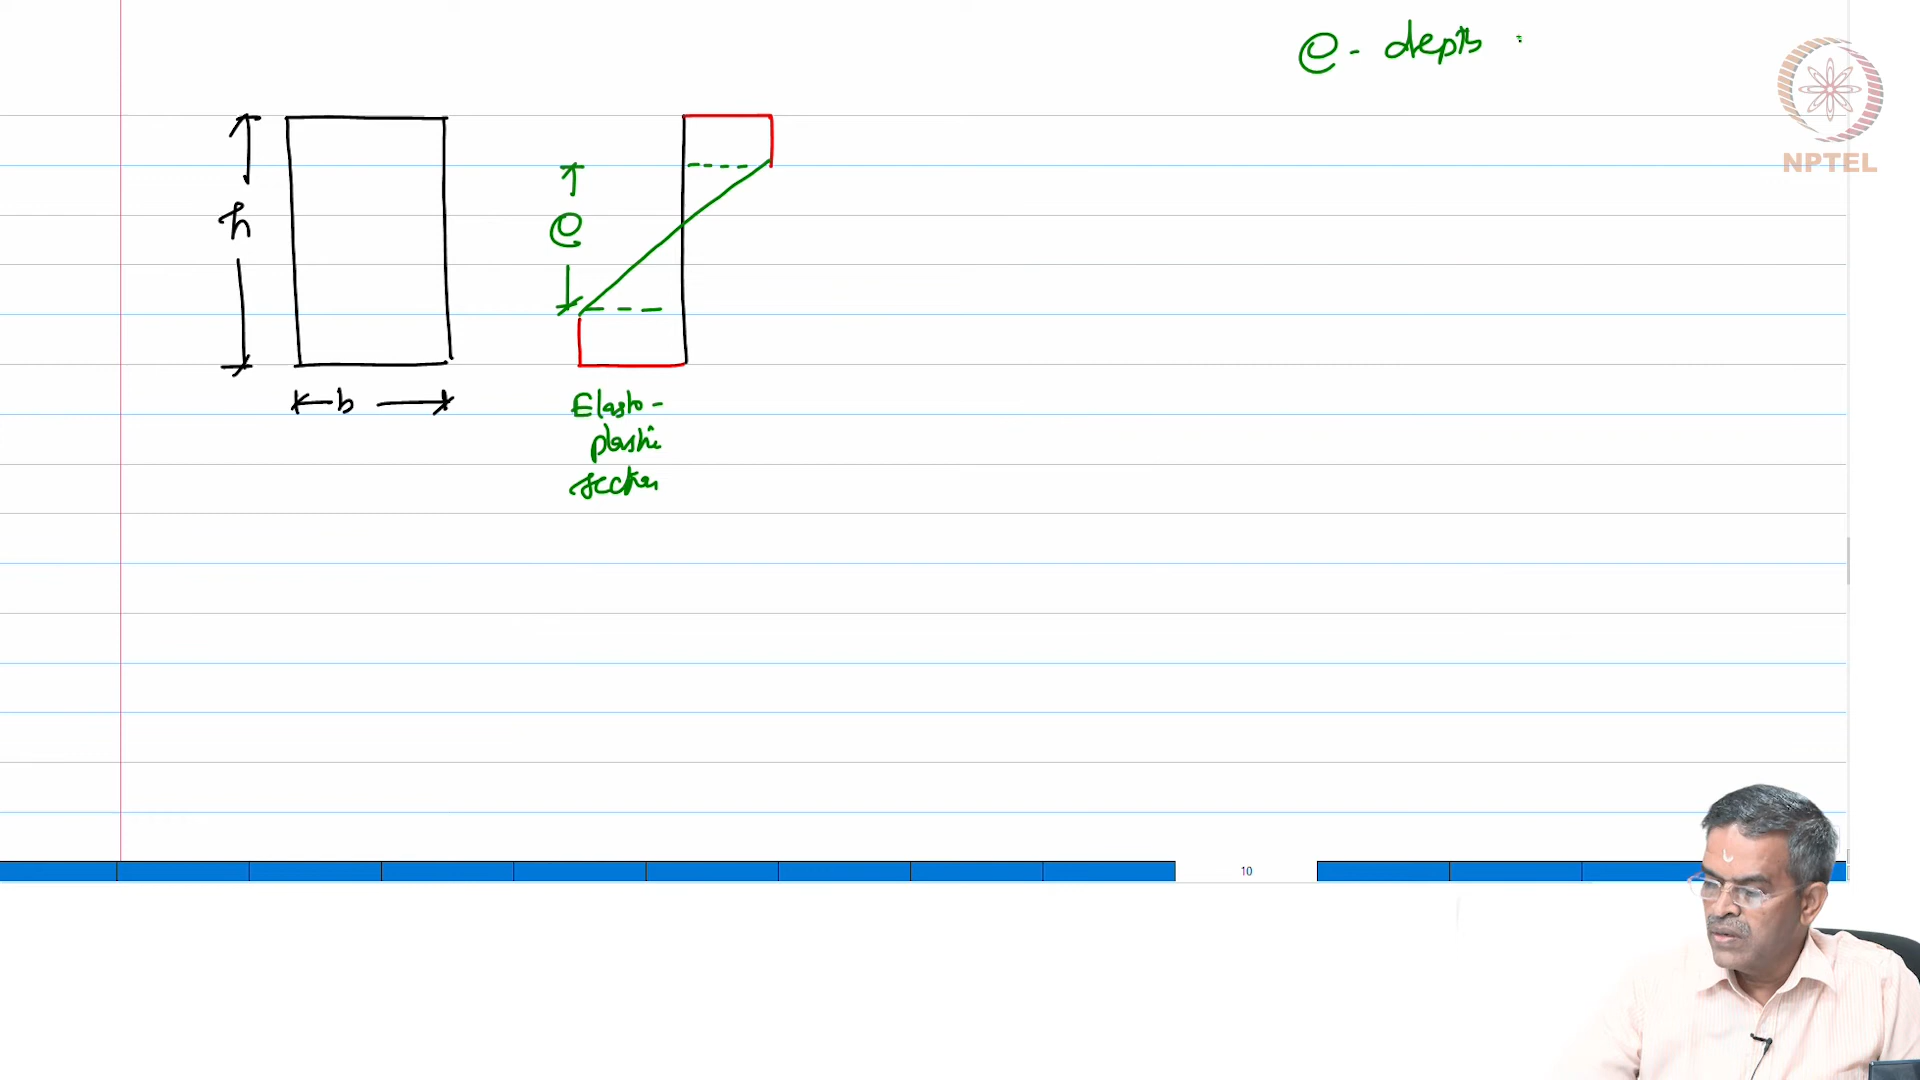 e - depth
NPTEL
h
e
b
Elasto -
plastic
section
10